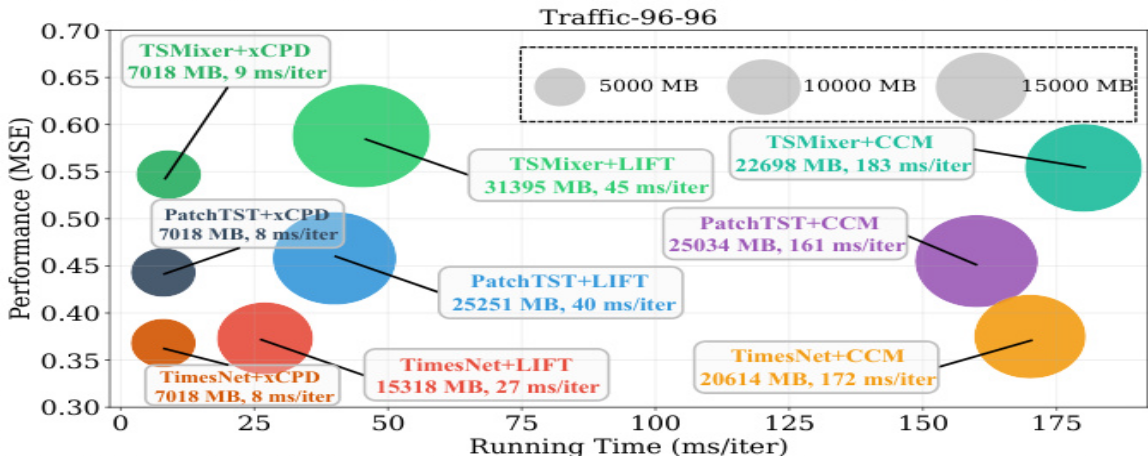 Traffic-96-96
Performance (MSE)
0.70
0.65
0.60
0.55
0.50
0.45
0.40
0.35
0.30
5000 MB
10000 MB
15000 MB
TSMixer+xCPD
7018 MB, 9 ms/iter
TSMixer+LIFT
31395 MB, 45 ms/iter
TSMixer+CCM
22698 MB, 183 ms/iter
PatchTST+xCPD
7018 MB, 8 ms/iter
PatchTST+LIFT
25251 MB, 40 ms/iter
PatchTST+CCM
25034 MB, 161 ms/iter
TimesNet+xCPD
7018 MB, 8 ms/iter
TimesNet+LIFT
15318 MB, 27 ms/iter
TimesNet+CCM
20614 MB, 172 ms/iter
0 25 50 75 100 125 150 175
Running Time (ms/iter)